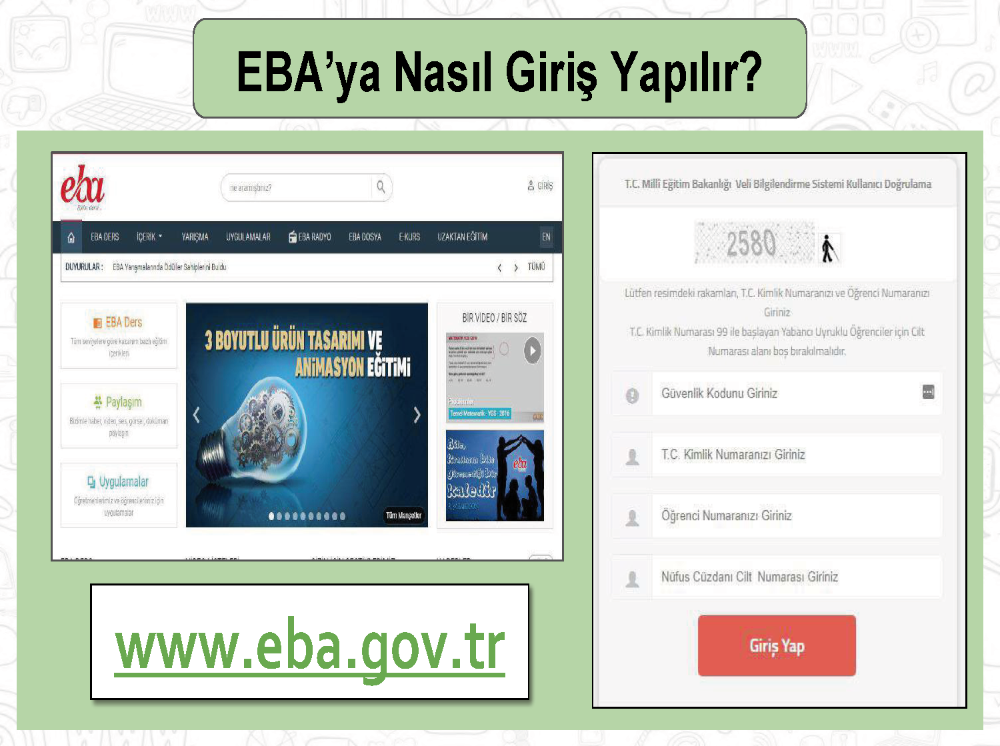 EBA’ya Nasıl Giriş Yapılır?
eba
ne aramıştınız?
GİRİŞ
EBA DERS İÇERİK YARIŞMA UYGULAMALAR EBA RADYO EBA DOSYA E-KURS UZAKTAN EĞİTİM EN
DUYURULAR : EBA Yarışmalarında Ödüller Sahiplerini Buldu
TÜMÜ
EBA Ders
Tüm seviyelere göre kazanım bazlı eğitim
içerikleri
Paylaşım
Bizimle haber, video, ses, görsel, doküman
paylaşın
Uygulamalar
Öğretmenlerimiz ve öğrencilerimiz için
uygulamalar
3 BOYUTLU ÜRÜN TASARIMI VE
ANİMASYON EĞİTİMİ
Tüm Manşetler
BİR VİDEO / BİR SÖZ
Problemler
Temel Matematik - YGS - 2016
Aile,
kralların bile
giremediği bir
kaledir
eba
www.eba.gov.tr
T.C. Millî Eğitim Bakanlığı Veli Bilgilendirme Sistemi Kullanıcı Doğrulama
2580
Lütfen resimdeki rakamları, T.C. Kimlik Numaranızı ve Öğrenci Numaranızı
Giriniz
T.C. Kimlik Numarası 99 ile başlayan Yabancı Uyruklu Öğrenciler için Cilt
Numarası alanı boş bırakılmalıdır.
Güvenlik Kodunu Giriniz
T.C. Kimlik Numaranızı Giriniz
Öğrenci Numaranızı Giriniz
Nüfus Cüzdanı Cilt Numarası Giriniz
Giriş Yap